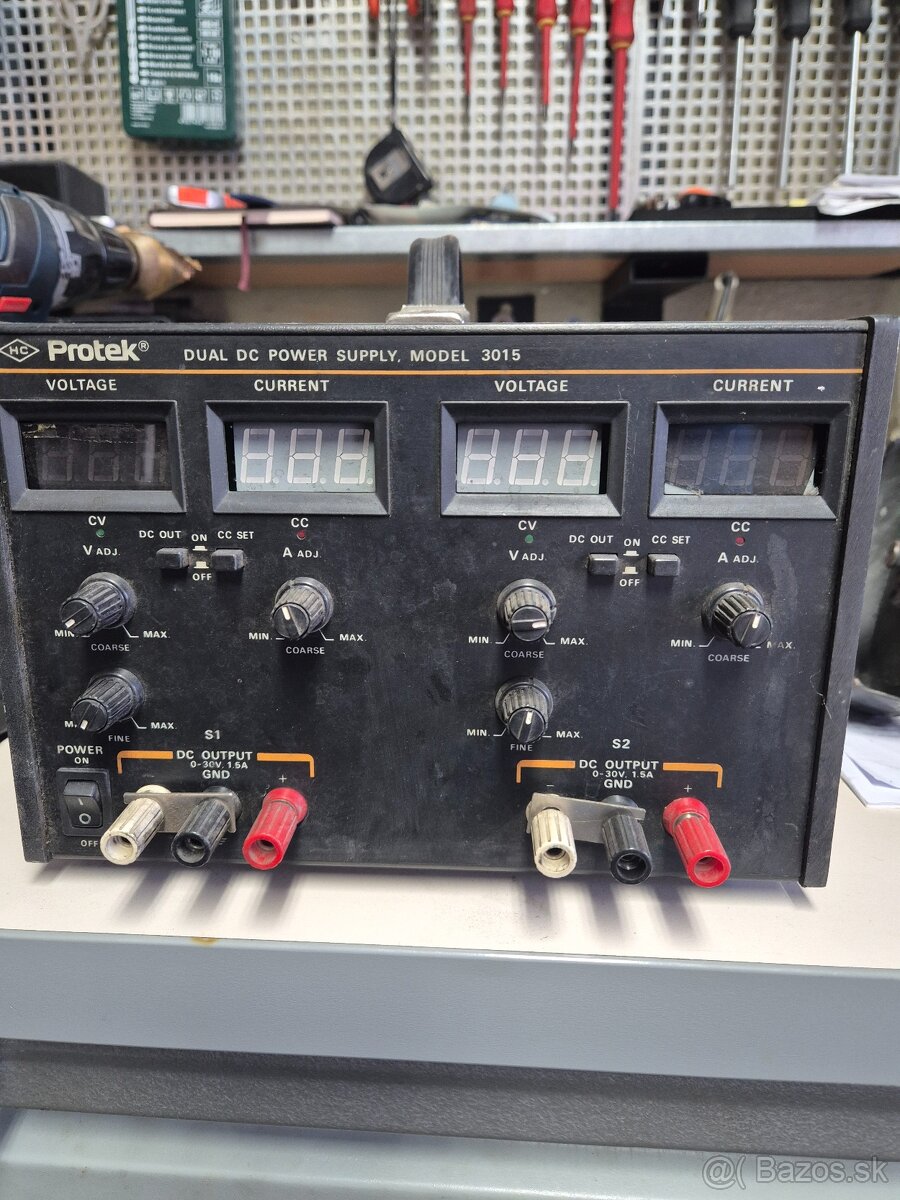 HC Protek® DUAL DC POWER SUPPLY, MODEL 3015
VOLTAGE CURRENT VOLTAGE CURRENT
CV CC CV CC
V ADJ. DC OUT ON CC SET A ADJ. V ADJ. DC OUT ON CC SET A ADJ.
OFF OFF
MIN. MAX. MIN. MAX. MIN. MAX. MIN. MAX.
COARSE COARSE COARSE COARSE
MAX. MIN. MAX.
FINE FINE
S1 S2
POWER
ON
DC OUTPUT DC OUTPUT
0-30V, 1.5A 0-30V, 1.5A
− GND + − GND +
OFF
@( Bazos.sk